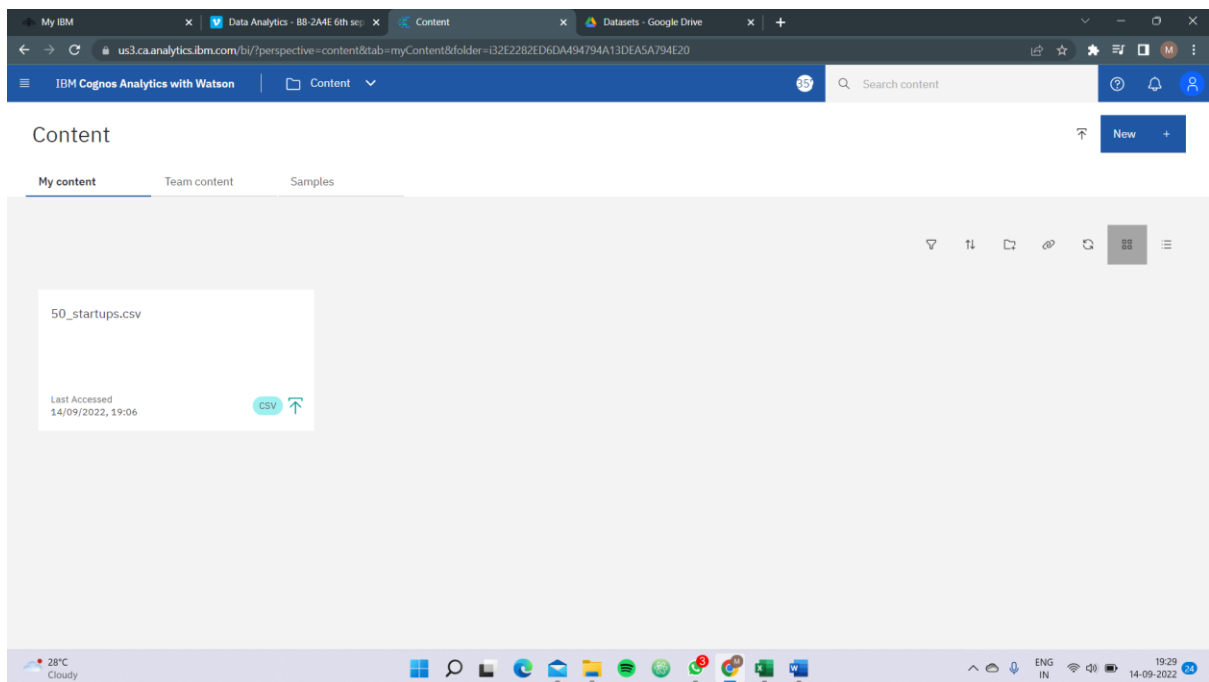 My IBM
Data Analytics - B8-2A4E 6th sep
Content
Datasets - Google Drive
us3.ca.analytics.ibm.com/bi/?perspective=content&tab=myContent&folder=i32E2282ED6DA494794A13DEA5A794E20
M
IBM Cognos Analytics with Watson
Content
35
Search content
Content
New +
My content
Team content
Samples
50_startups.csv
Last Accessed
14/09/2022, 19:06
CSV
28°C
Cloudy
3
M
ENG
IN
19:29
14-09-2022
24